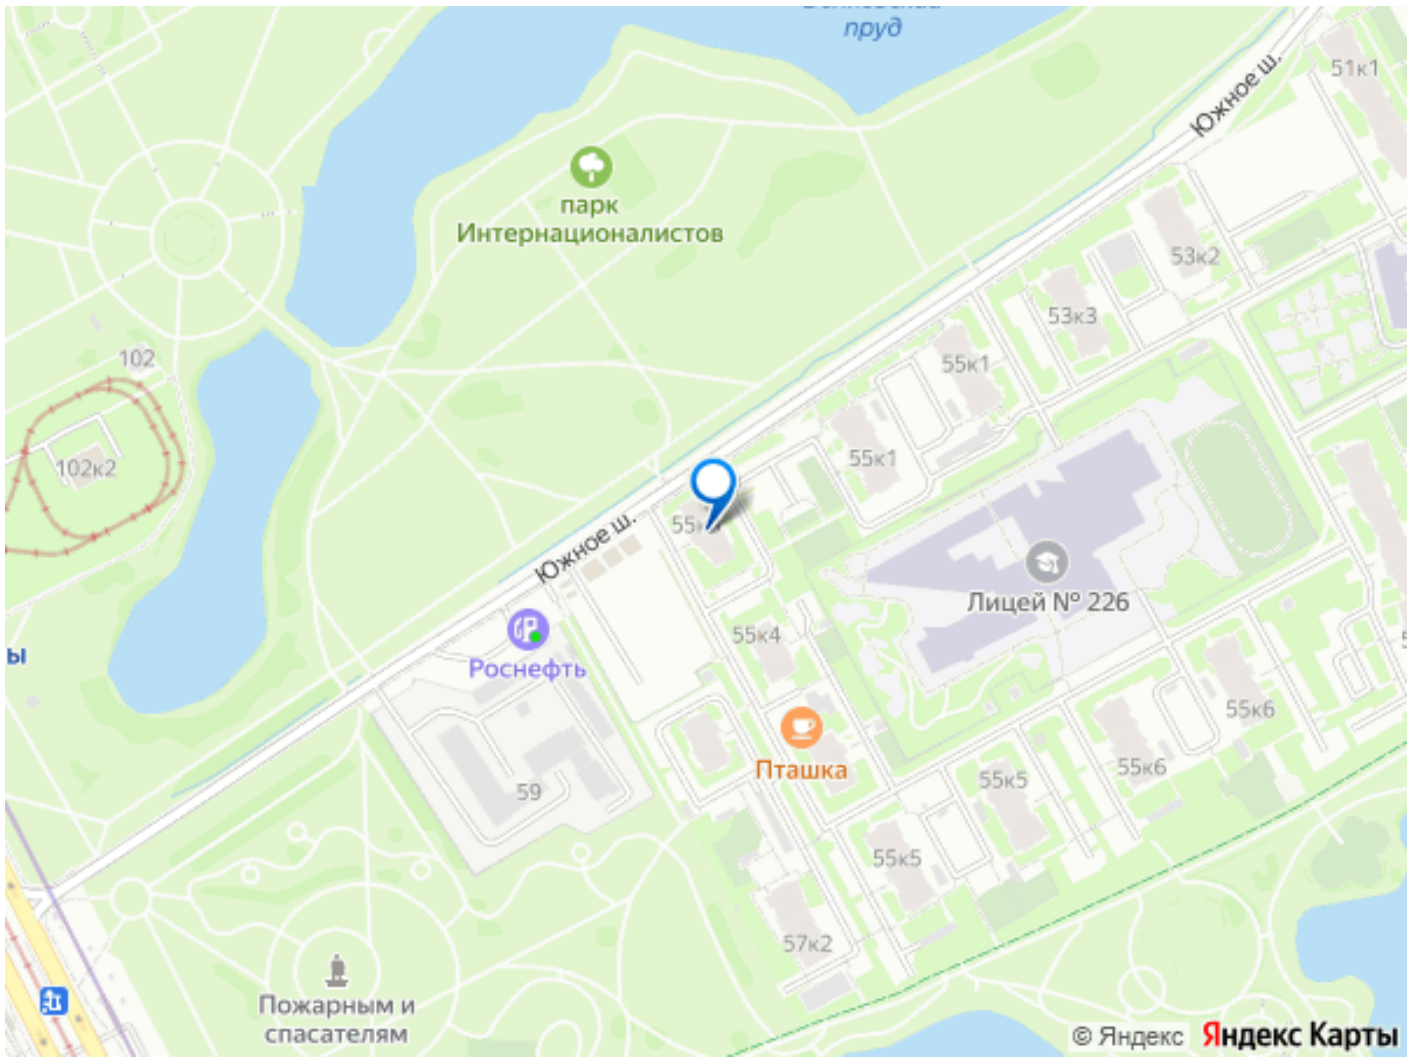 пруд
Южное ш.
51к1
парк
Интернационалистов
53к2
53к3
102
55к1
55к1
102к2
Южное ш.
Лицей № 226
55к4
ы
Роснефть
55к6
Пташка
55к6
55к5
59
55к5
57к2
Пожарным и
спасателям
© Яндекс Яндекс Карты